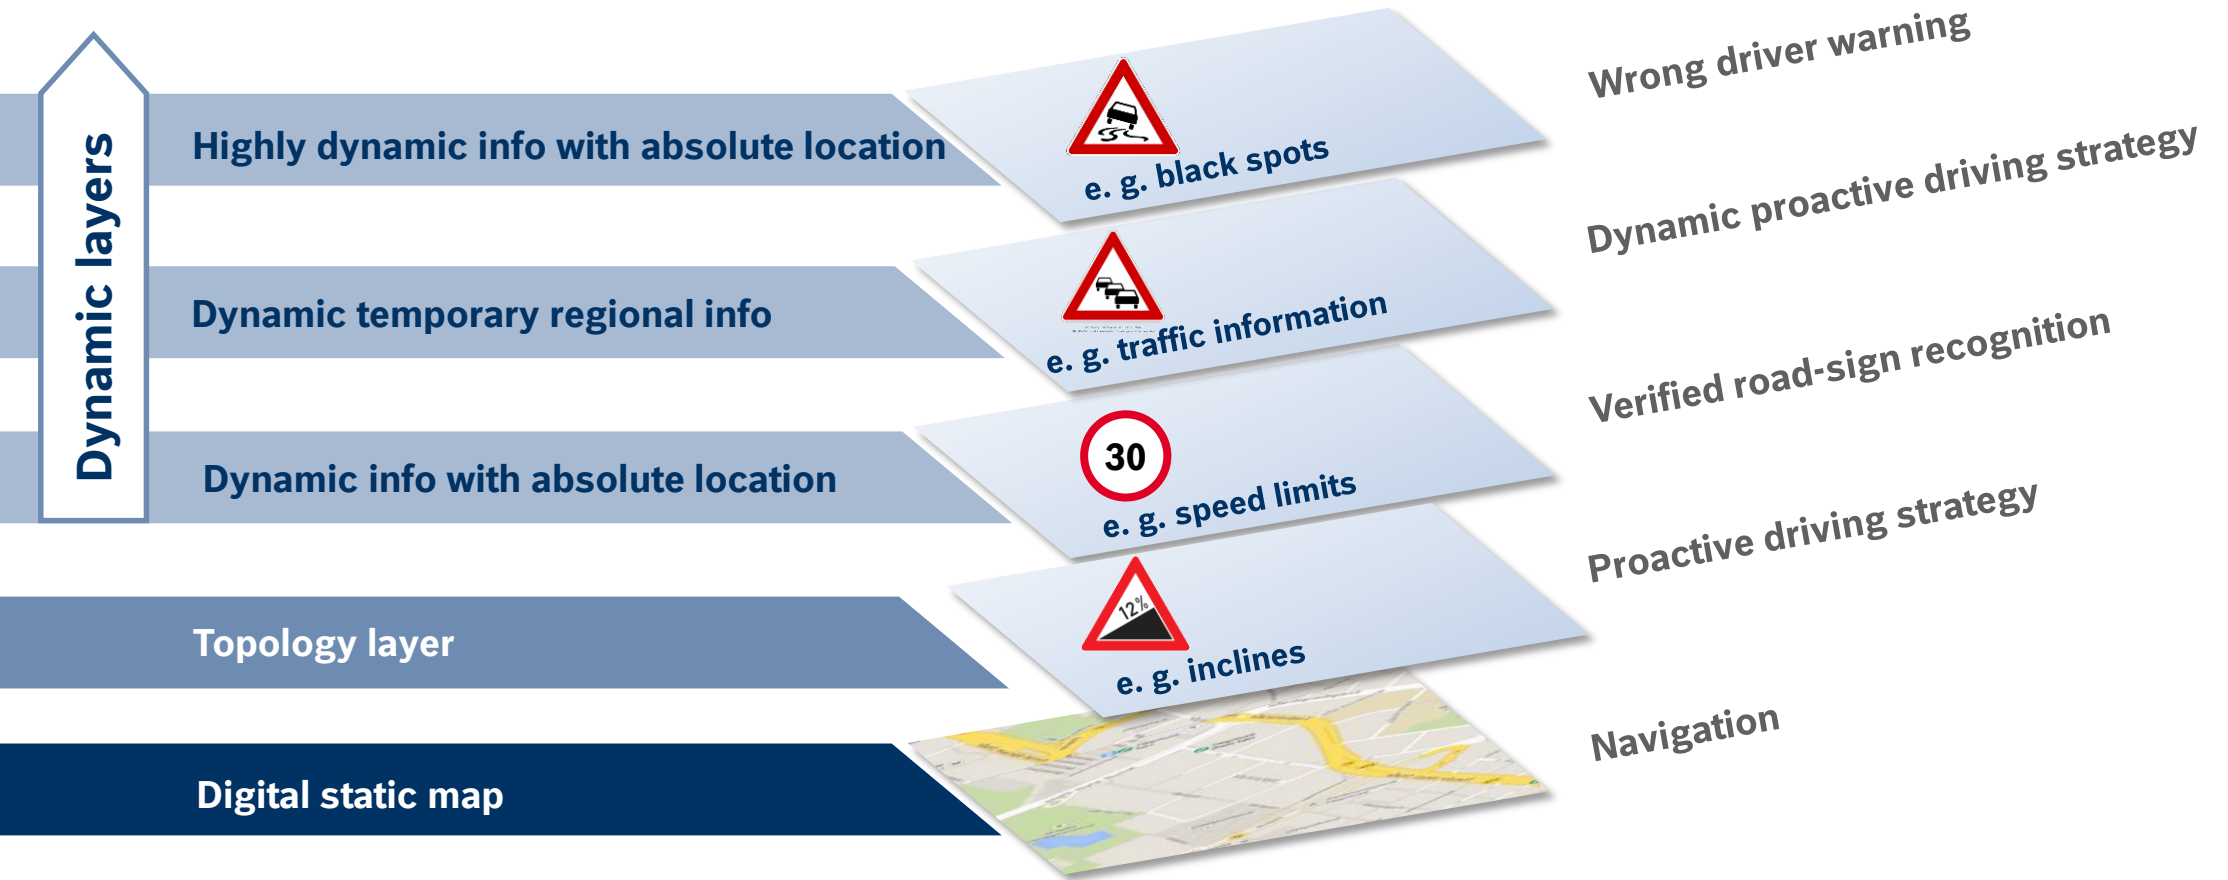 Wrong driver warning
Highly dynamic info with absolute location
e. g. black spots
Dynamic proactive driving strategy
Dynamic layers
Dynamic temporary regional info
e. g. traffic information
Verified road-sign recognition
Dynamic info with absolute location
30
e. g. speed limits
Proactive driving strategy
Topology layer
12%
e. g. inclines
Navigation
Digital static map